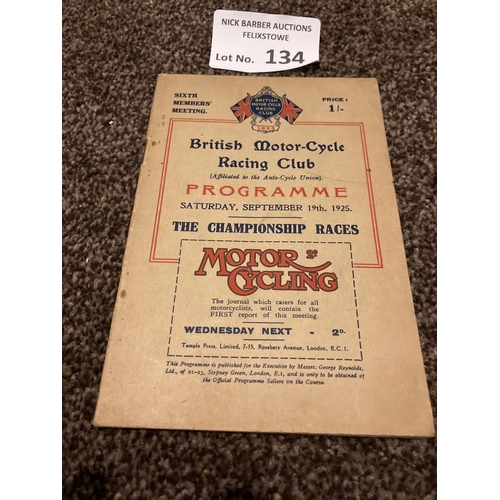 NICK BARBER AUCTIONS
FELIXSTOWE
Lot No. 134
SIXTH
MEMBERS'
MEETING.
BRITISH
MOTOR CYCLE
RACING
CLUB
PRICE :
1/-
British Motor-Cycle
Racing Club
(Affiliated to the Auto-Cycle Union).
PROGRAMME
SATURDAY, SEPTEMBER 19th, 1925.
THE CHAMPIONSHIP RACES
MOTOR 2D
CYCLING
The journal which caters for all
motorcyclists, will contain the
FIRST report of this meeting.
WEDNESDAY NEXT - 2D.
Temple Press, Limited, 7-15, Rosebery Avenue, London, E.C.1.
This Programme is published for the Executive by Messrs. George Reynolds,
Ltd., of 21-23, Stepney Green, London, E.1, and is only to be obtained of
the Official Programme Sellers on the Course.